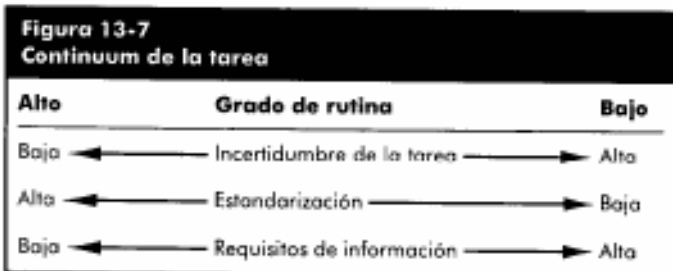 Figura 13-7
Continuum de la tarea
Alto Grado de rutina Bajo
Baja Incertidumbre de la tarea Alta
Alta Estandarización Baja
Baja Requisitos de información Alta